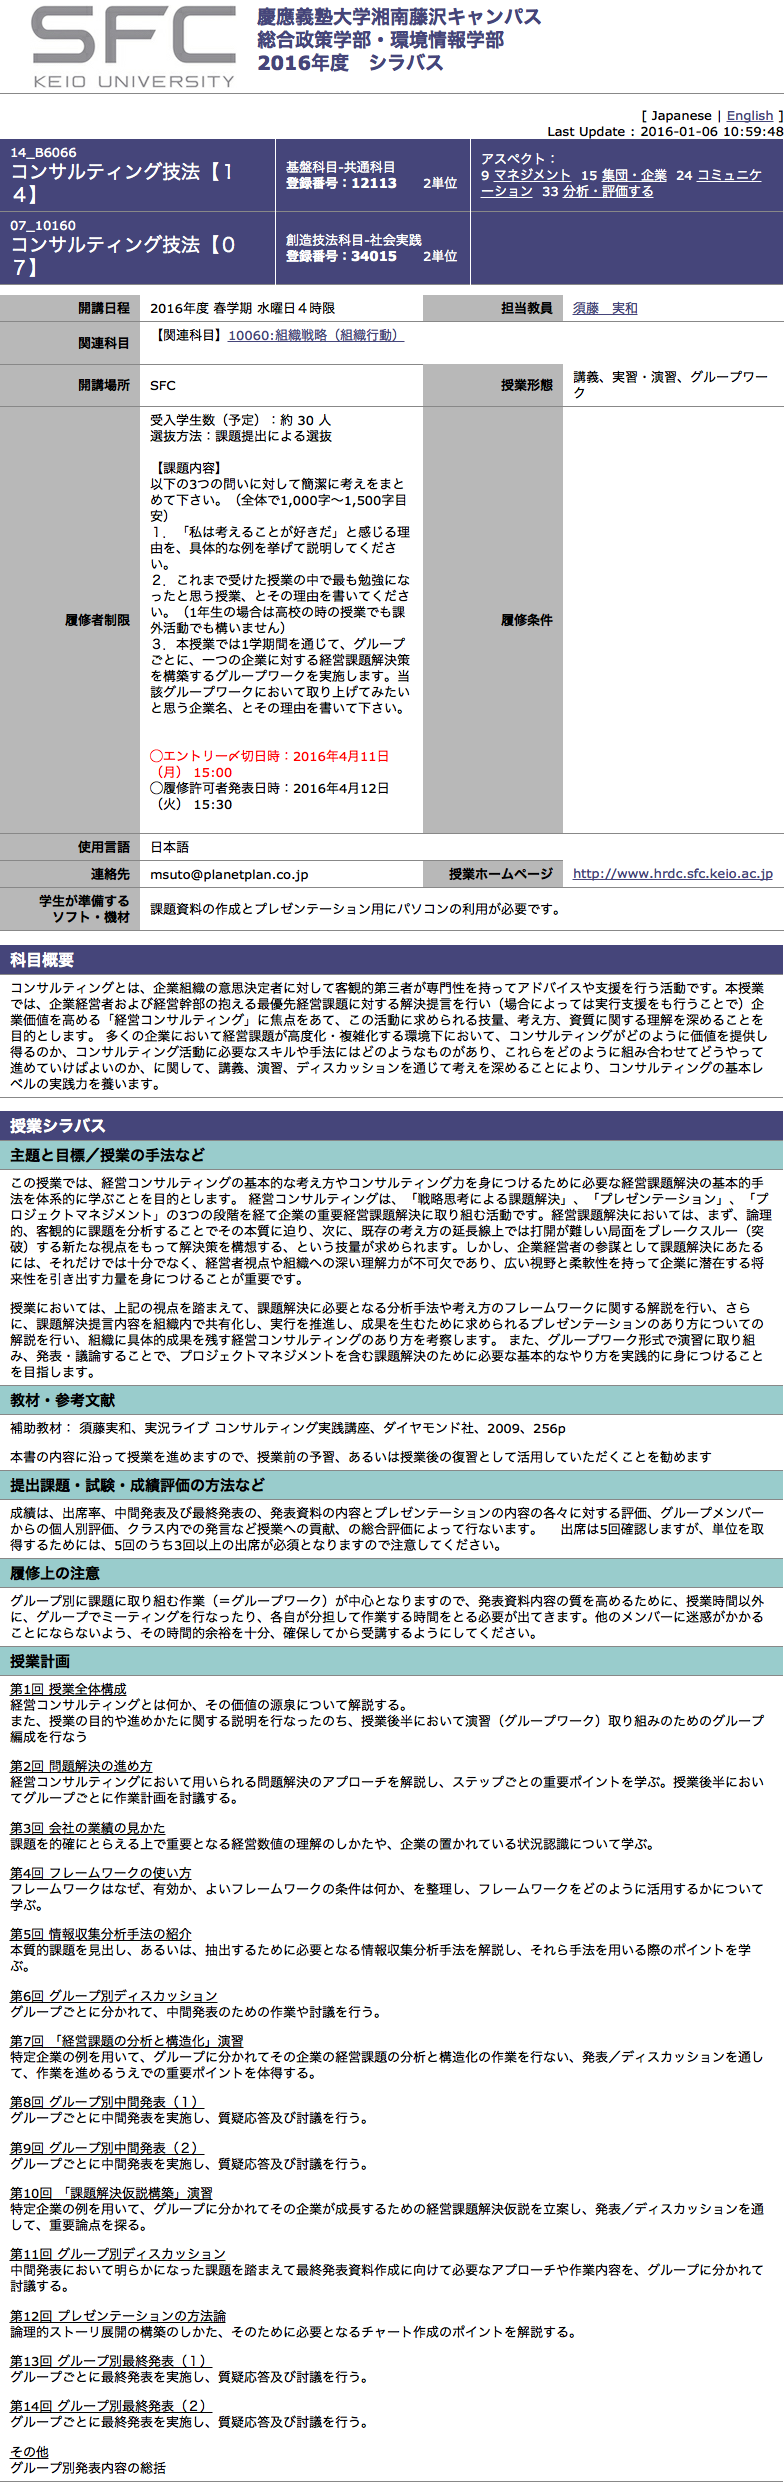 SFC
KEIO UNIVERSITY
慶應義塾大学湘南藤沢キャンパス
総合政策学部・環境情報学部
2016年度　シラバス
[ Japanese | English ]
Last Update : 2016-01-06 10:59:48
14_B6066
コンサルティング技法【１
４】
基盤科目-共通科目
登録番号：12113　　2単位
アスペクト：
9 マネジメント 15 集団・企業 24 コミュニケ
ーション 33 分析・評価する
07_10160
コンサルティング技法【０
７】
創造技法科目-社会実践
登録番号：34015　　2単位
開講日程
2016年度 春学期 水曜日４時限
担当教員
須藤　実和
関連科目
【関連科目】10060:組織戦略（組織行動）
開講場所
SFC
授業形態
講義、実習・演習、グループワー
ク
履修者制限
受入学生数（予定）：約 30 人
選抜方法：課題提出による選抜
【課題内容】
以下の3つの問いに対して簡潔に考えをまと
めて下さい。（全体で1,000字〜1,500字目
安）
１．「私は考えることが好きだ」と感じる理
由を、具体的な例を挙げて説明してくださ
い。
２．これまで受けた授業の中で最も勉強にな
ったと思う授業、とその理由を書いてくださ
い。（1年生の場合は高校の時の授業でも課
外活動でも構いません）
３．本授業では1学期間を通じて、グループ
ごとに、一つの企業に対する経営課題解決策
を構築するグループワークを実施します。当
該グループワークにおいて取り上げてみたい
と思う企業名、とその理由を書いて下さい。
◯エントリー〆切日時：2016年4月11日
（月） 15:00
◯履修許可者発表日時：2016年4月12日
（火） 15:30
履修条件
使用言語
日本語
連絡先
msuto@planetplan.co.jp
授業ホームページ
http://www.hrdc.sfc.keio.ac.jp
学生が準備する
ソフト・機材
課題資料の作成とプレゼンテーション用にパソコンの利用が必要です。
科目概要
コンサルティングとは、企業組織の意思決定者に対して客観的第三者が専門性を持ってアドバイスや支援を行う活動です。本授業
では、企業経営者および経営幹部の抱える最優先経営課題に対する解決提言を行い（場合によっては実行支援をも行うことで）企
業価値を高める「経営コンサルティング」に焦点をあて、この活動に求められる技量、考え方、資質に関する理解を深めることを
目的とします。 多くの企業において経営課題が高度化・複雑化する環境下において、コンサルティングがどのように価値を提供し
得るのか、コンサルティング活動に必要なスキルや手法にはどのようなものがあり、これらをどのように組み合わせてどうやって
進めていけばよいのか、に関して、講義、演習、ディスカッションを通じて考えを深めることにより、コンサルティングの基本レ
ベルの実践力を養います。
授業シラバス
主題と目標／授業の手法など
この授業では、経営コンサルティングの基本的な考え方やコンサルティング力を身につけるために必要な経営課題解決の基本的手
法を体系的に学ぶことを目的とします。 経営コンサルティングは、「戦略思考による課題解決」、「プレゼンテーション」、「プ
ロジェクトマネジメント」の3つの段階を経て企業の重要経営課題解決に取り組む活動です。経営課題解決においては、まず、論理
的、客観的に課題を分析することでその本質に迫り、次に、既存の考え方の延長線上では打開が難しい局面をブレークスルー（突
破）する新たな視点をもって解決策を構想する、という技量が求められます。しかし、企業経営者の参謀として課題解決にあたる
には、それだけでは十分でなく、経営者視点や組織への深い理解力が不可欠であり、広い視野と柔軟性を持って企業に潜在する将
来性を引き出す力量を身につけることが重要です。
授業においては、上記の視点を踏まえて、課題解決に必要となる分析手法や考え方のフレームワークに関する解説を行い、さら
に、課題解決提言内容を組織内で共有化し、実行を推進し、成果を生むために求められるプレゼンテーションのあり方についての
解説を行い、組織に具体的成果を残す経営コンサルティングのあり方を考察します。 また、グループワーク形式で演習に取り組
み、発表・議論することで、プロジェクトマネジメントを含む課題解決のために必要な基本的なやり方を実践的に身につけること
を目指します。
教材・参考文献
補助教材： 須藤実和、実況ライブ コンサルティング実践講座、ダイヤモンド社、2009、256p
本書の内容に沿って授業を進めますので、授業前の予習、あるいは授業後の復習として活用していただくことを勧めます
提出課題・試験・成績評価の方法など
成績は、出席率、中間発表及び最終発表の、発表資料の内容とプレゼンテーションの内容の各々に対する評価、グループメンバー
からの個人別評価、クラス内での発言など授業への貢献、の総合評価によって行ないます。　出席は5回確認しますが、単位を取
得するためには、5回のうち3回以上の出席が必須となりますので注意してください。
履修上の注意
グループ別に課題に取り組む作業（＝グループワーク）が中心となりますので、発表資料内容の質を高めるために、授業時間以外
に、グループでミーティングを行なったり、各自が分担して作業する時間をとる必要が出てきます。他のメンバーに迷惑がかかる
ことにならないよう、その時間的余裕を十分、確保してから受講するようにしてください。
授業計画
第1回 授業全体構成
経営コンサルティングとは何か、その価値の源泉について解説する。
また、授業の目的や進めかたに関する説明を行なったのち、授業後半において演習（グループワーク）取り組みのためのグループ
編成を行なう
第2回 問題解決の進め方
経営コンサルティングにおいて用いられる問題解決のアプローチを解説し、ステップごとの重要ポイントを学ぶ。授業後半におい
てグループごとに作業計画を討議する。
第3回 会社の業績の見かた
課題を的確にとらえる上で重要となる経営数値の理解のしかたや、企業の置かれている状況認識について学ぶ。
第4回 フレームワークの使い方
フレームワークはなぜ、有効か、よいフレームワークの条件は何か、を整理し、フレームワークをどのように活用するかについて
学ぶ。
第5回 情報収集分析手法の紹介
本質的課題を見出し、あるいは、抽出するために必要となる情報収集分析手法を解説し、それら手法を用いる際のポイントを学
ぶ。
第6回 グループ別ディスカッション
グループごとに分かれて、中間発表のための作業や討議を行う。
第7回 「経営課題の分析と構造化」演習
特定企業の例を用いて、グループに分かれてその企業の経営課題の分析と構造化の作業を行ない、発表／ディスカッションを通し
て、作業を進めるうえでの重要ポイントを体得する。
第8回 グループ別中間発表（１）
グループごとに中間発表を実施し、質疑応答及び討議を行う。
第9回 グループ別中間発表（２）
グループごとに中間発表を実施し、質疑応答及び討議を行う。
第10回 「課題解決仮説構築」演習
特定企業の例を用いて、グループに分かれてその企業が成長するための経営課題解決仮説を立案し、発表／ディスカッションを通
して、重要論点を探る。
第11回 グループ別ディスカッション
中間発表において明らかになった課題を踏まえて最終発表資料作成に向けて必要なアプローチや作業内容を、グループに分かれて
討議する。
第12回 プレゼンテーションの方法論
論理的ストーリ展開の構築のしかた、そのために必要となるチャート作成のポイントを解説する。
第13回 グループ別最終発表（１）
グループごとに最終発表を実施し、質疑応答及び討議を行う。
第14回 グループ別最終発表（２）
グループごとに最終発表を実施し、質疑応答及び討議を行う。
その他
グループ別発表内容の総括